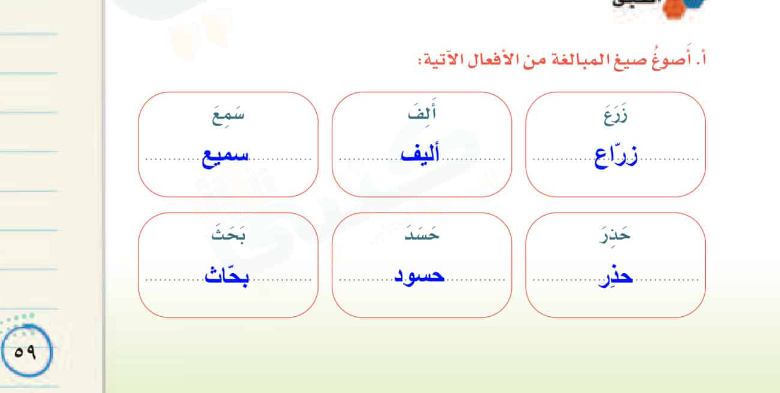 أ. أَصوغُ صيغ المبالغة من الأفعال الآتية:
زَرَعَ
أَلِفَ
سَمِعَ
زرّاع
أليف
سميع
حَذِرَ
حَسَدَ
بَحَثَ
حذِر
حسود
بحّاث
٥٩